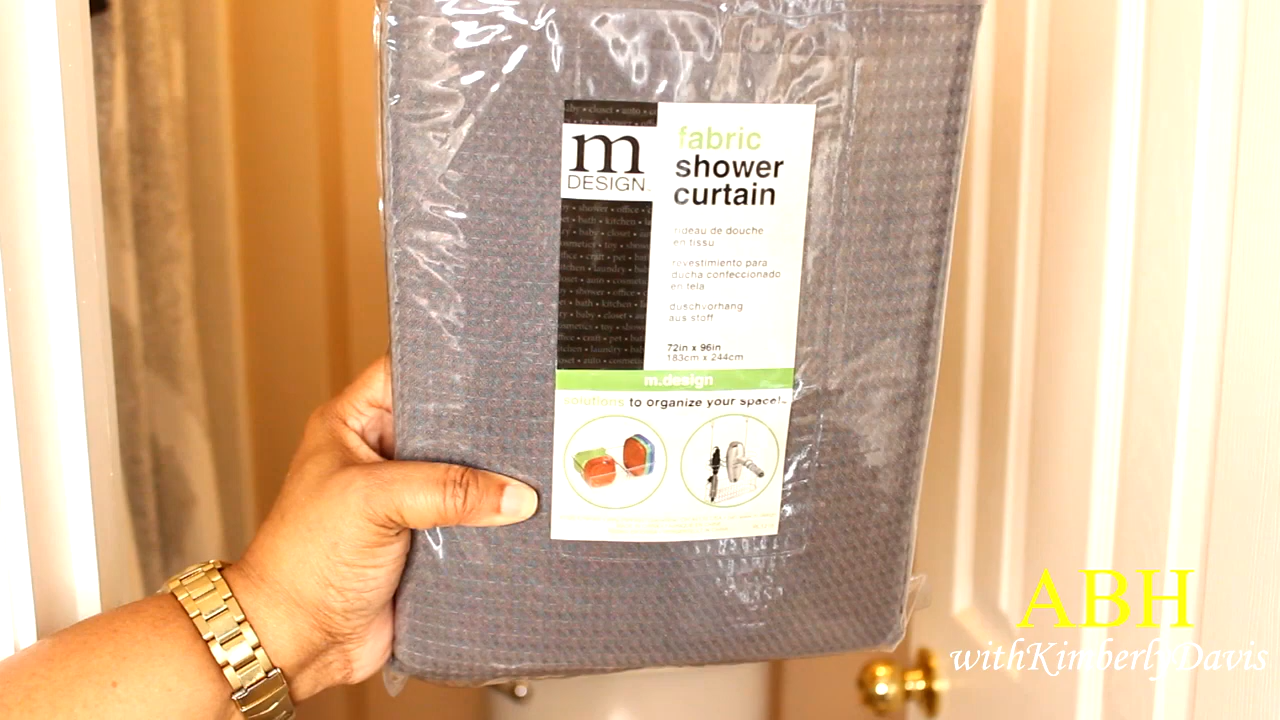 m
DESIGN
fabric
shower
curtain
rideau de douche
en tissu
revestimiento para
ducha confeccionado
en tela
duschvorhang
aus stoff
72in x 96in
183cm x 244cm
m.design
solutions to organize your space!
ABH
withKimberlyDavis